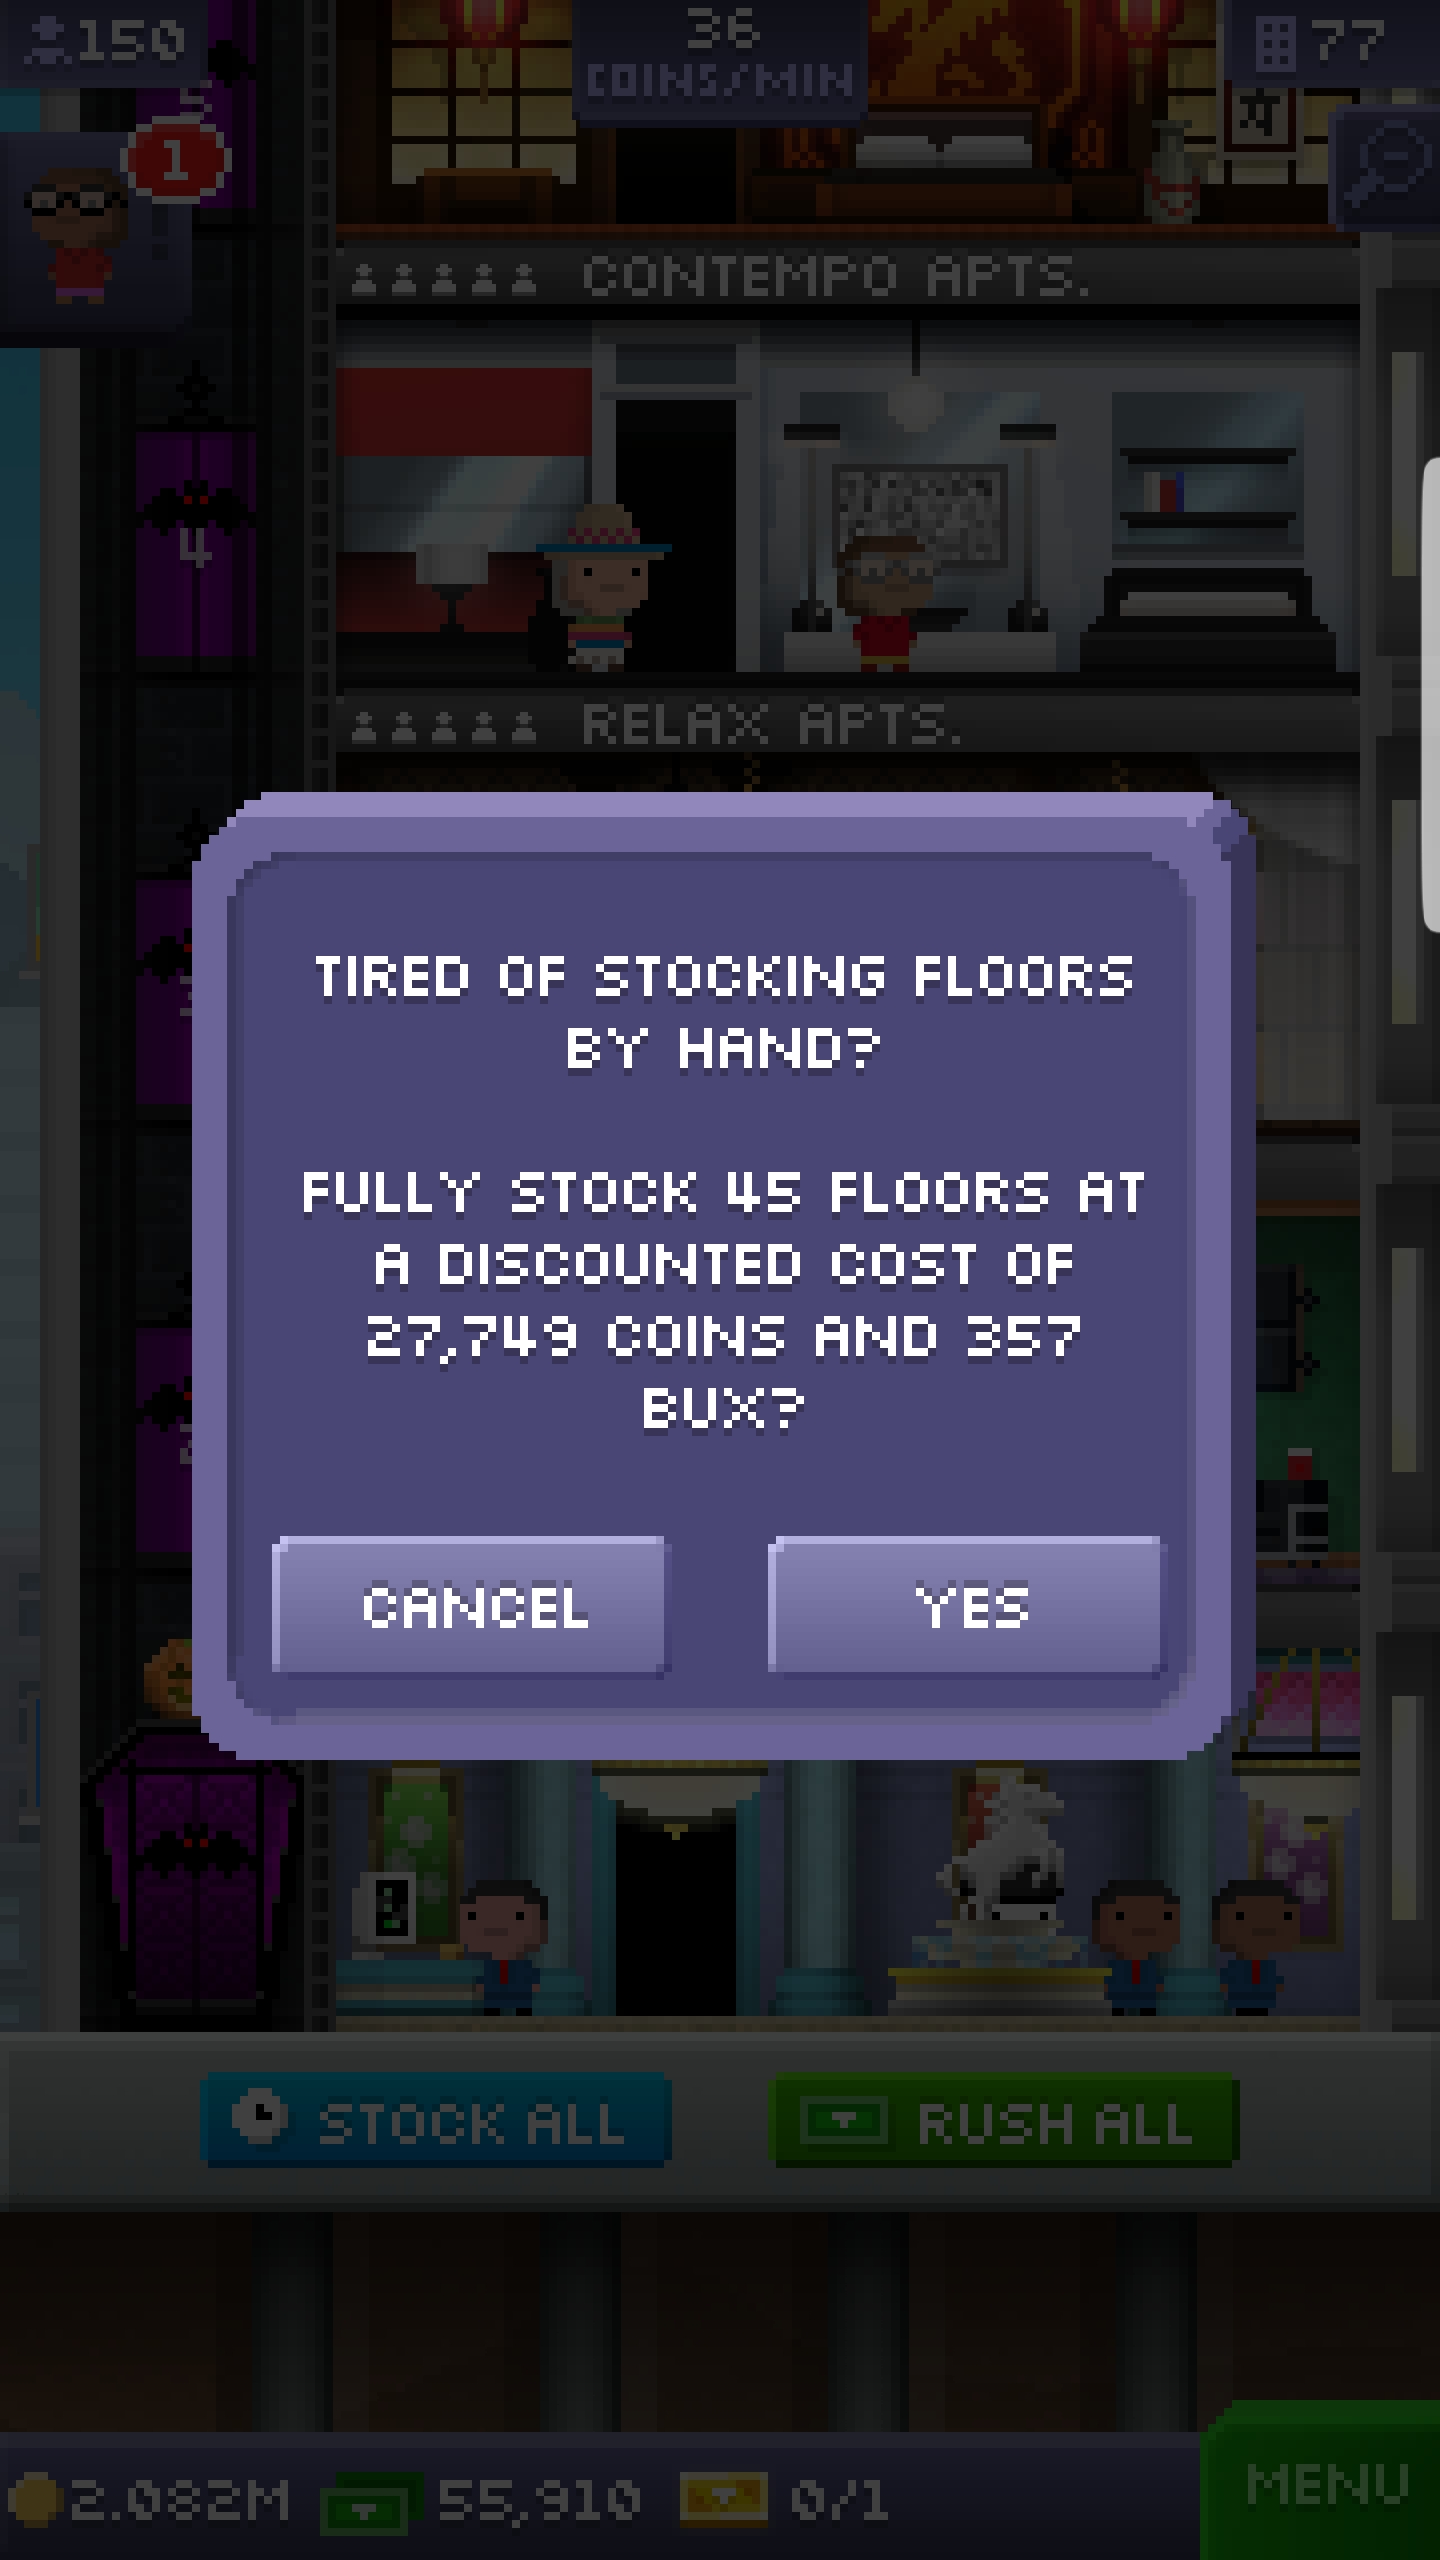 150
36
COINS/MIN
77
1
5
CONTEMPO APTS.
4
RELAX APTS.
TIRED OF STOCKING FLOORS
BY HAND?
FULLY STOCK 45 FLOORS AT
A DISCOUNTED COST OF
27,749 COINS AND 357
BUX?
CANCEL
YES
STOCK ALL
RUSH ALL
2.082M
55,910
0/1
MENU